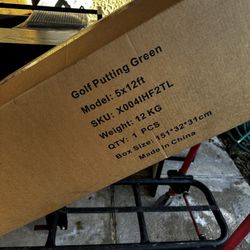 Golf Putting Green
Model: 5x12ft
SKU: X004IHF2TL
Weight: 12 KG
QTY: 1 PCS
Box Size: 151*32*31cm
Made in China